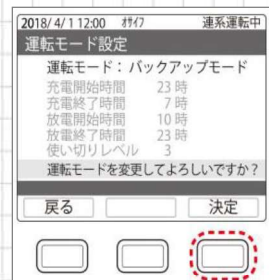 2018/ 4/ 1 12:00 ｵｻｲﾌ 連系運転中
運転モード設定
運転モード： バックアップモード
充電開始時間 23 時
充電終了時間 7 時
放電開始時間 10 時
放電終了時間 23 時
使い切りレベル 3
運転モードを変更してよろしいですか？
戻る 決定